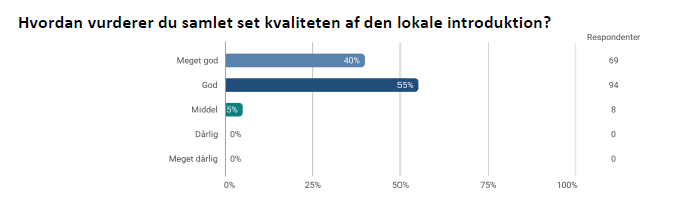 Hvordan vurderer du samlet set kvaliteten af den lokale introduktion?
Respondenter
Meget god 40% 69
God 55% 94
Middel 5% 8
Dårlig 0% 0
Meget dårlig 0% 0
0% 25% 50% 75% 100%